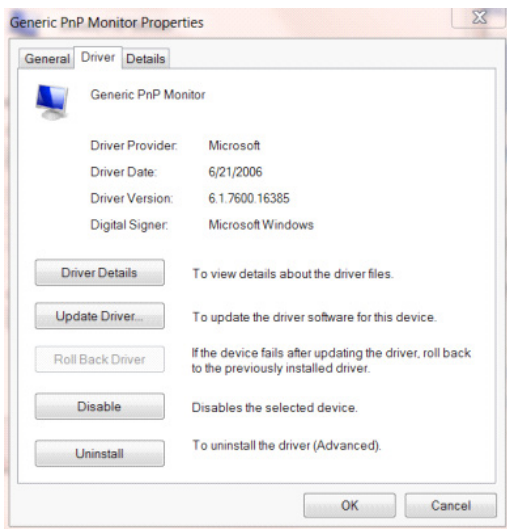 Generic PnP Monitor Properties
General Driver Details
Generic PnP Monitor
Driver Provider: Microsoft
Driver Date: 6/21/2006
Driver Version: 6.1.7600.16385
Digital Signer: Microsoft Windows
Driver Details To view details about the driver files.
Update Driver... To update the driver software for this device.
Roll Back Driver If the device fails after updating the driver, roll back
to the previously installed driver.
Disable Disables the selected device.
Uninstall To uninstall the driver (Advanced).
OK Cancel